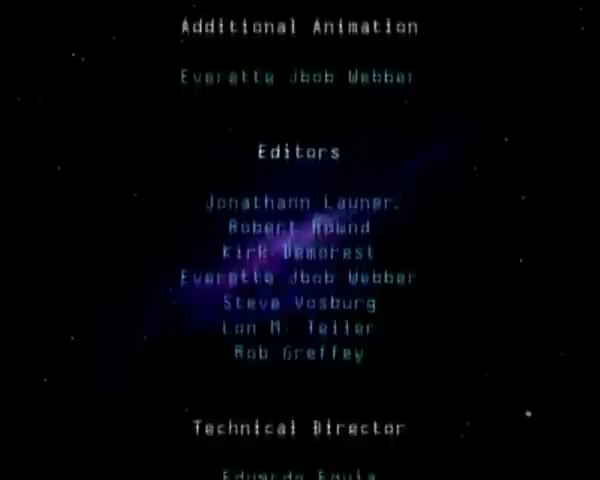 Additional Animation
Everette Jbob Webber
Editors
Jonathann Launer
Robert
Kirk Demorest
Everette Jbob Webber
Steve Vosburg
Lon M. Teller
Rob Greffey
Technical Director